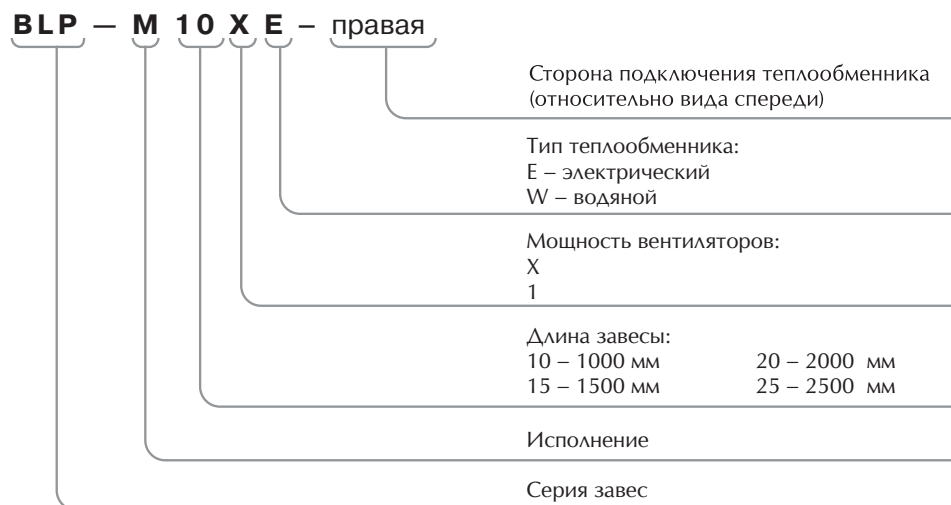 BLP — M 10 X E – правая
Сторона подключения теплообменника
(относительно вида спереди)
Тип теплообменника:
E – электрический
W – водяной
Мощность вентиляторов:
X
1
Длина завесы:
10 – 1000 мм 20 – 2000 мм
15 – 1500 мм 25 – 2500 мм
Исполнение
Серия завес